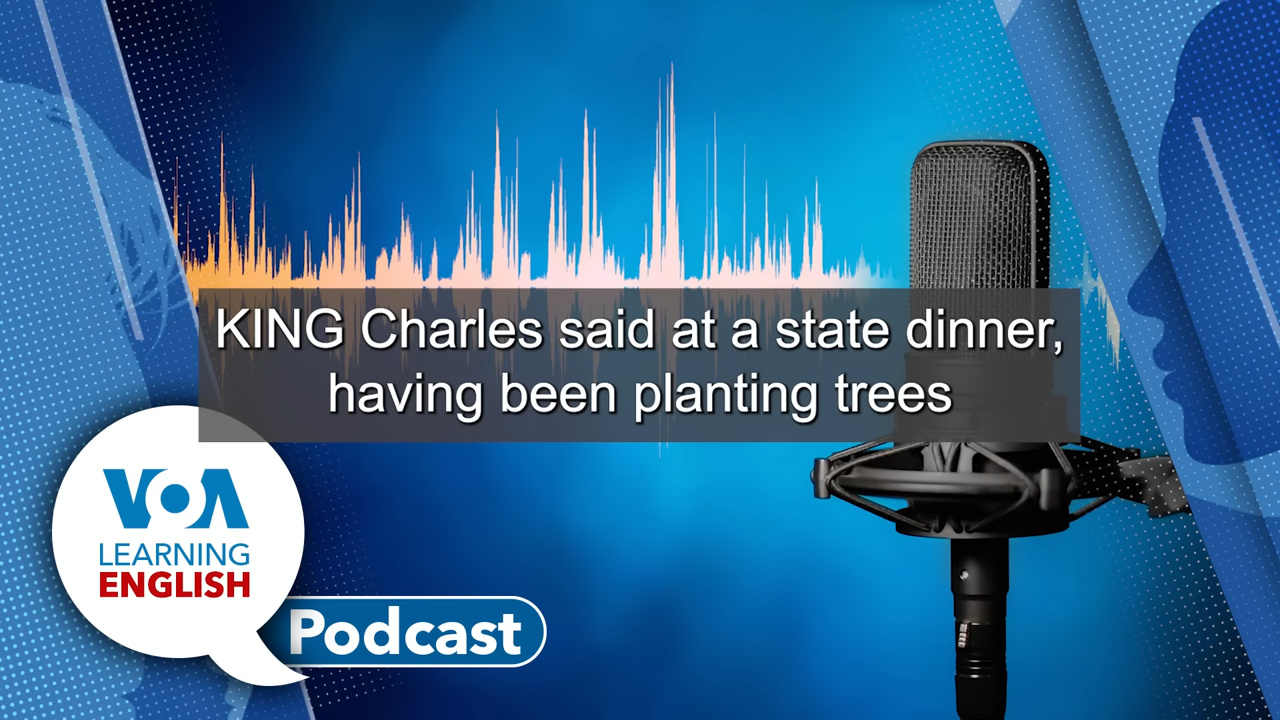 KING Charles said at a state dinner,
having been planting trees
VOA
LEARNING
ENGLISH
Podcast